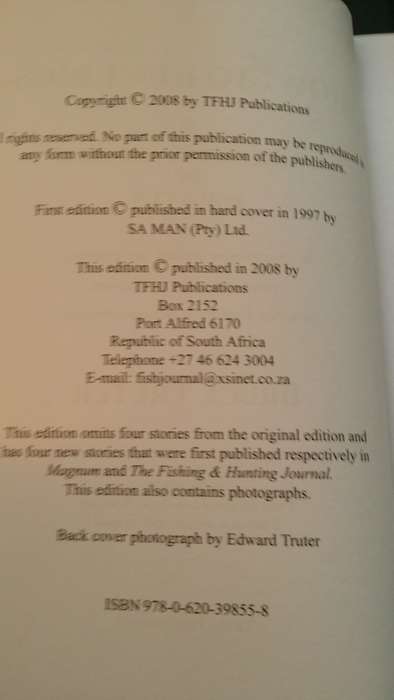 Copyright © 2008 by TFHJ Publications
l rights reserved. No part of this publication may be reproduced i
any form without the prior permission of the publishers.
First edition © published in hard cover in 1997 by
SA MAN (Pty) Ltd.
This edition © published in 2008 by
TFHJ Publications
Box 2152
Port Alfred 6170
Republic of South Africa
Telephone +27 46 624 3004
E-mail: fishjournal@xsinet.co.za
This edition omits four stories from the original edition and
has four new stories that were first published respectively in
Magnum and The Fishing & Hunting Journal.
This edition also contains photographs.
Back cover photograph by Edward Truter
ISBN 978-0-620-39855-8